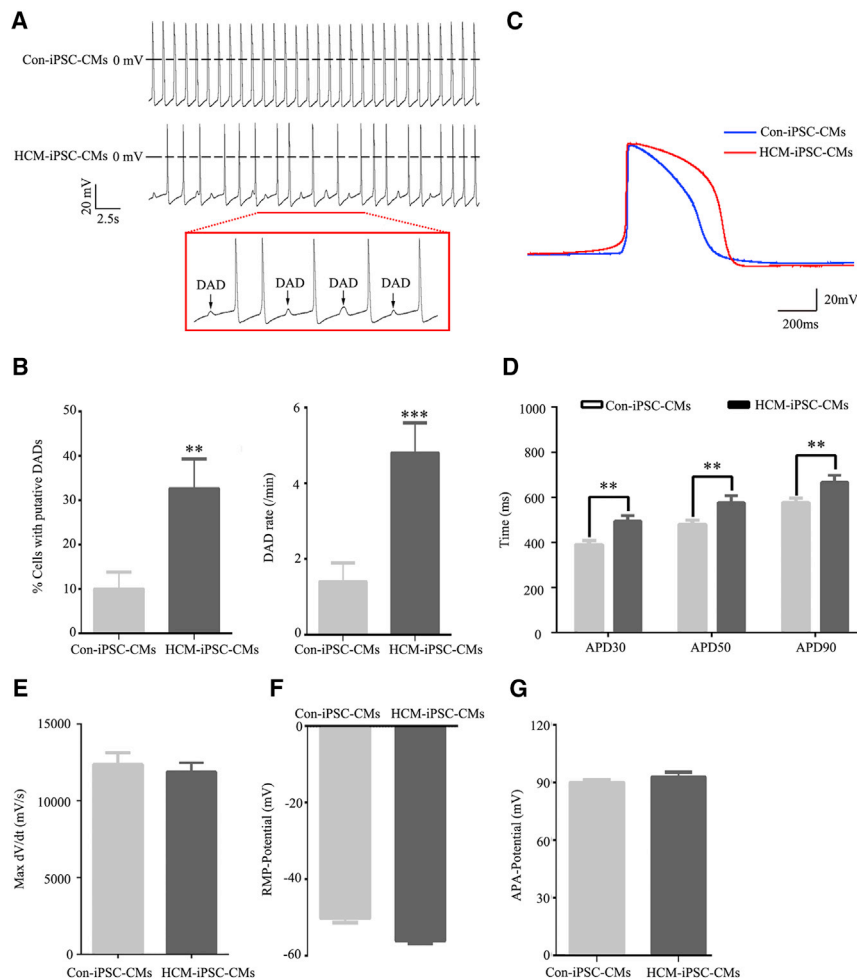 A
Con-iPSC-CMs 0 mV
HCM-iPSC-CMs 0 mV
20 mV
2.5s
DAD
DAD DAD DAD
C
Con-iPSC-CMs
HCM-iPSC-CMs
20mV
200ms
B
% Cells with putative DADs
50
40
30
20
10
0
**
Con-iPSC-CMs HCM-iPSC-CMs
DAD rate (/min)
6
4
2
0
***
Con-iPSC-CMs HCM-iPSC-CMs
D
Con-iPSC-CMs HCM-iPSC-CMs
Time (ms)
1000
800
600
400
200
0
** ** **
APD30 APD50 APD90
E
Max dV/dt (mV/s)
15000
10000
5000
0
Con-iPSC-CMs HCM-iPSC-CMs
F
Con-iPSC-CMs HCM-iPSC-CMs
RMP-Potential (mV)
0
-20
-40
-60
G
APA-Potential (mV)
120
90
60
30
0
Con-iPSC-CMs HCM-iPSC-CMs